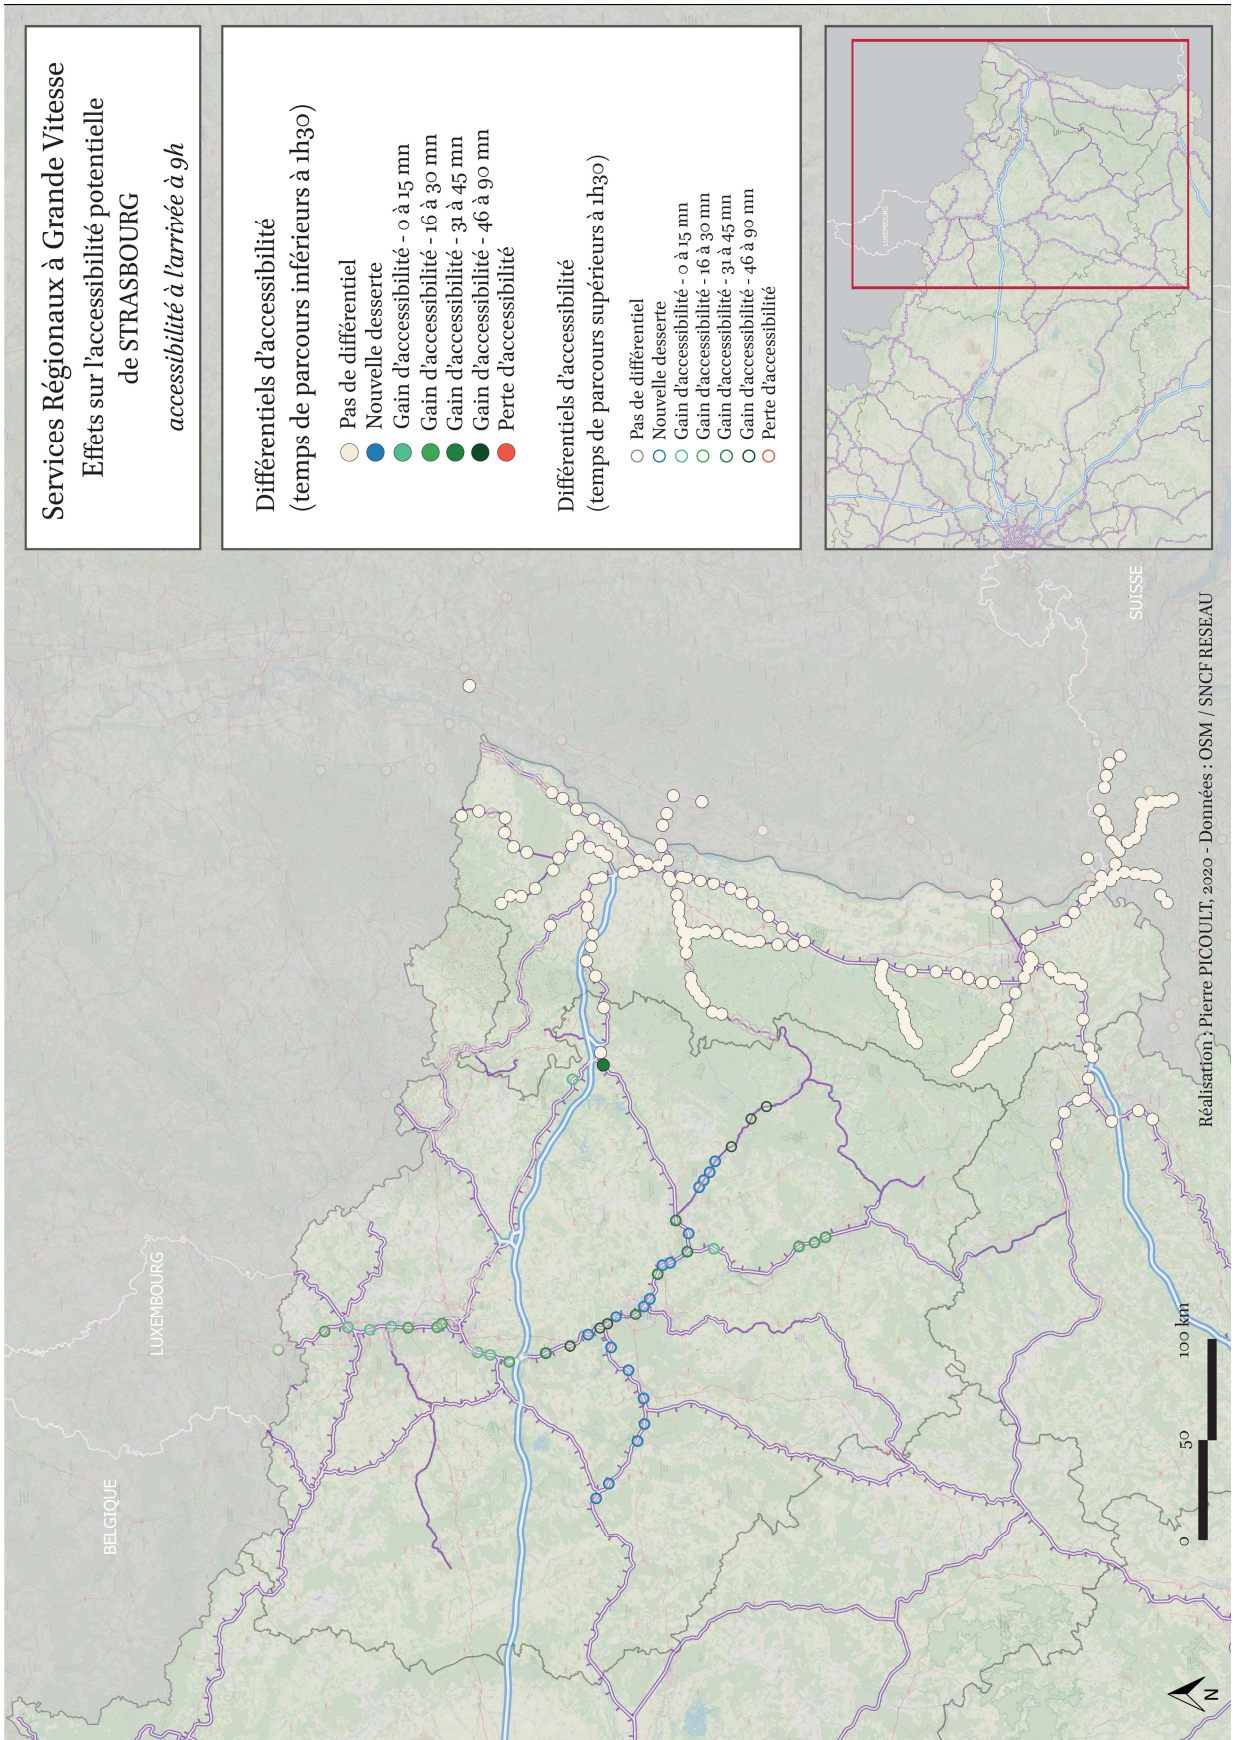 Services Régionaux à Grande Vitesse
Effets sur l'accessibilité potentielle
de STRASBOURG
accessibilité à l'arrivée à 9h
Différentiels d'accessibilité
(temps de parcours inférieurs à 1h30)
Pas de différentiel
Nouvelle desserte
Gain d'accessibilité - 0 à 15 mn
Gain d'accessibilité - 16 à 30 mn
Gain d'accessibilité - 31 à 45 mn
Gain d'accessibilité - 46 à 90 mn
Perte d'accessibilité
Différentiels d'accessibilité
(temps de parcours supérieurs à 1h30)
Pas de différentiel
Nouvelle desserte
Gain d'accessibilité - 0 à 15 mn
Gain d'accessibilité - 16 à 30 mn
Gain d'accessibilité - 31 à 45 mn
Gain d'accessibilité - 46 à 90 mn
Perte d'accessibilité
LUXEMBOURG
BELGIQUE
LUXEMBOURG
SUISSE
0 50 100 km
N
Réalisation : Pierre PICOULT, 2020 - Données : OSM / SNCF RESEAU